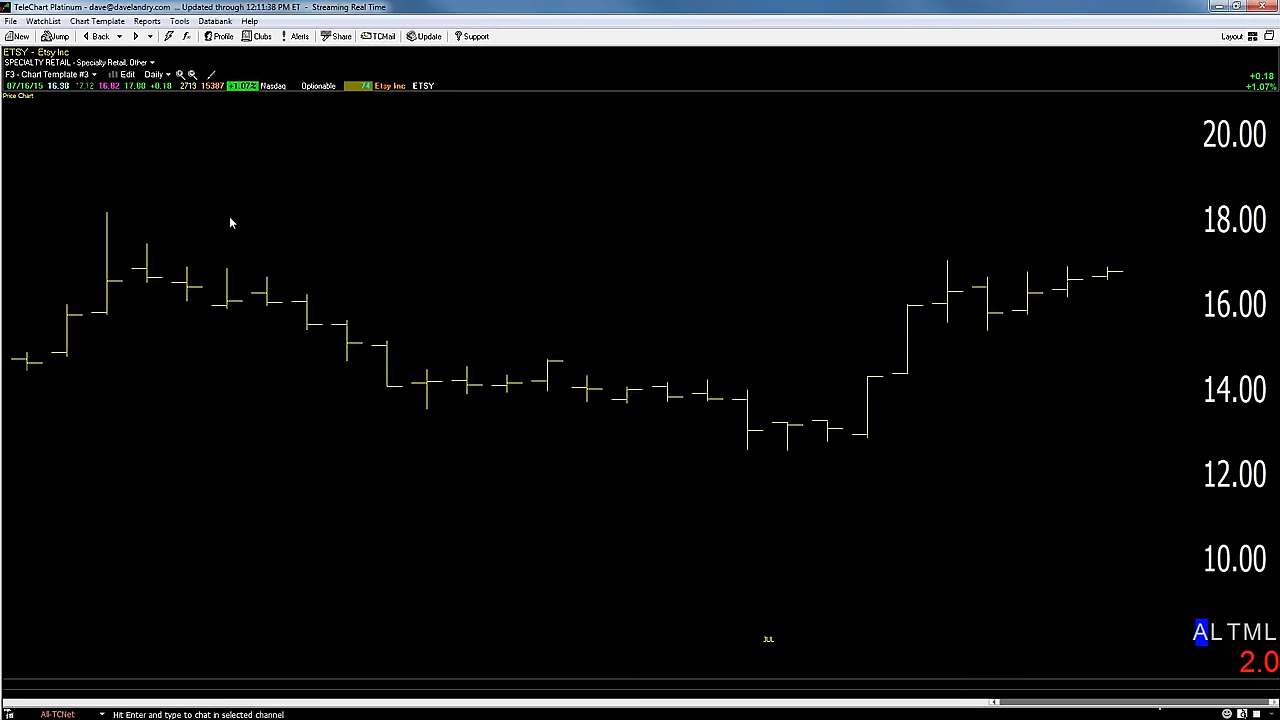 TeleChart Platinum - dave@davelandry.com ... Updated through 12:11:38 PM ET - Streaming Real Time
File WatchList Chart Template Reports Tools Databank Help
New Jump Back Profile Clubs Alerts Share TCMail Update Support Layout
ETSY - Etsy Inc
SPECIALTY RETAIL - Specialty Retail, Other
F3 - Chart Template #3 Edit Daily
+0.18
07/16/15 16.98 17.12 16.82 17.00 +0.18 2713 15387 +1.07% Nasdaq Optionable 74 Etsy Inc ETSY
+1.07%
Price Chart
20.00
18.00
16.00
14.00
12.00
10.00
ALTML
JUL
2.0
All-TCNet Hit Enter and type to chat in selected channel